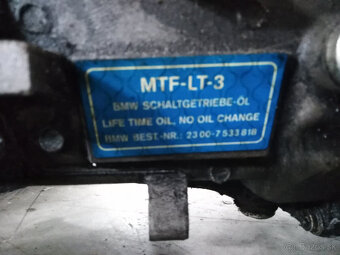 MTF-LT-3
BMW SCHALTGETRIEBE-ÖL
LIFE TIME OIL, NO OIL CHANGE
BMW BEST.-NR.: 2300-7533818